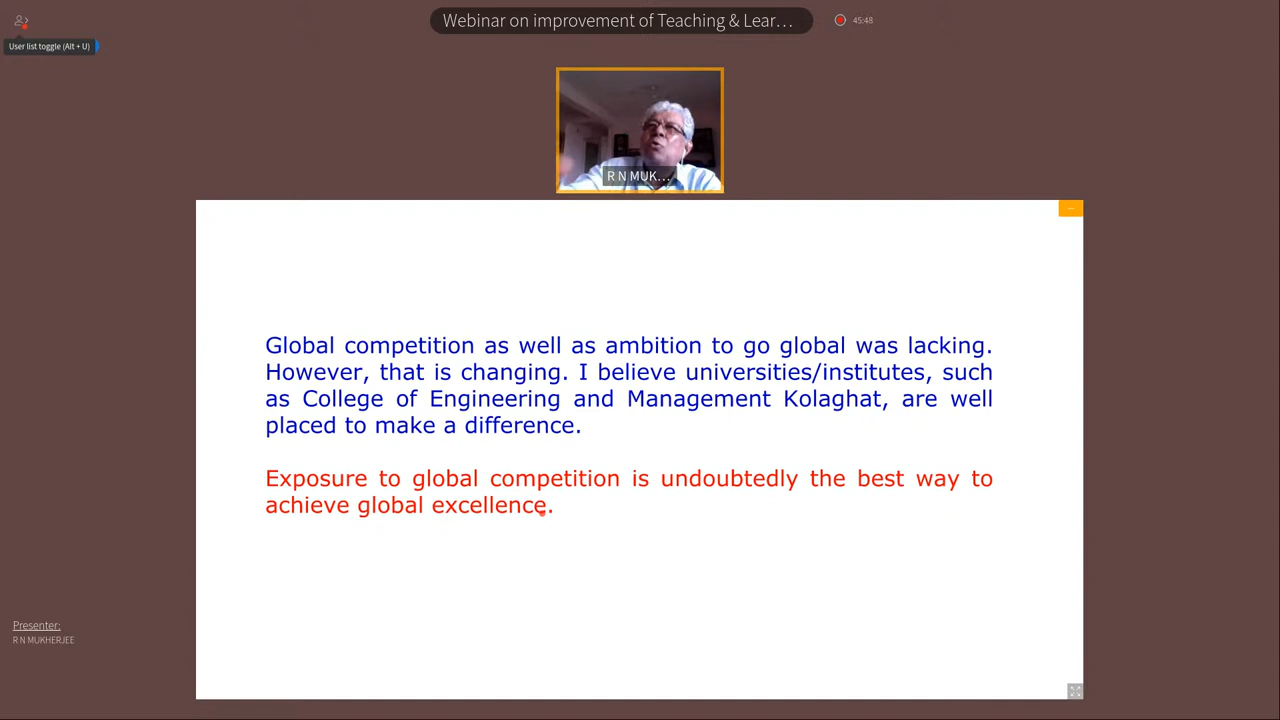 Webinar on improvement of Teaching & Lear...
45:48
User list toggle (Alt + U)
R N MUK...
Global competition as well as ambition to go global was lacking.
However, that is changing. I believe universities/institutes, such
as College of Engineering and Management Kolaghat, are well
placed to make a difference.
Exposure to global competition is undoubtedly the best way to
achieve global excellence.
Presenter:
R N MUKHERJEE